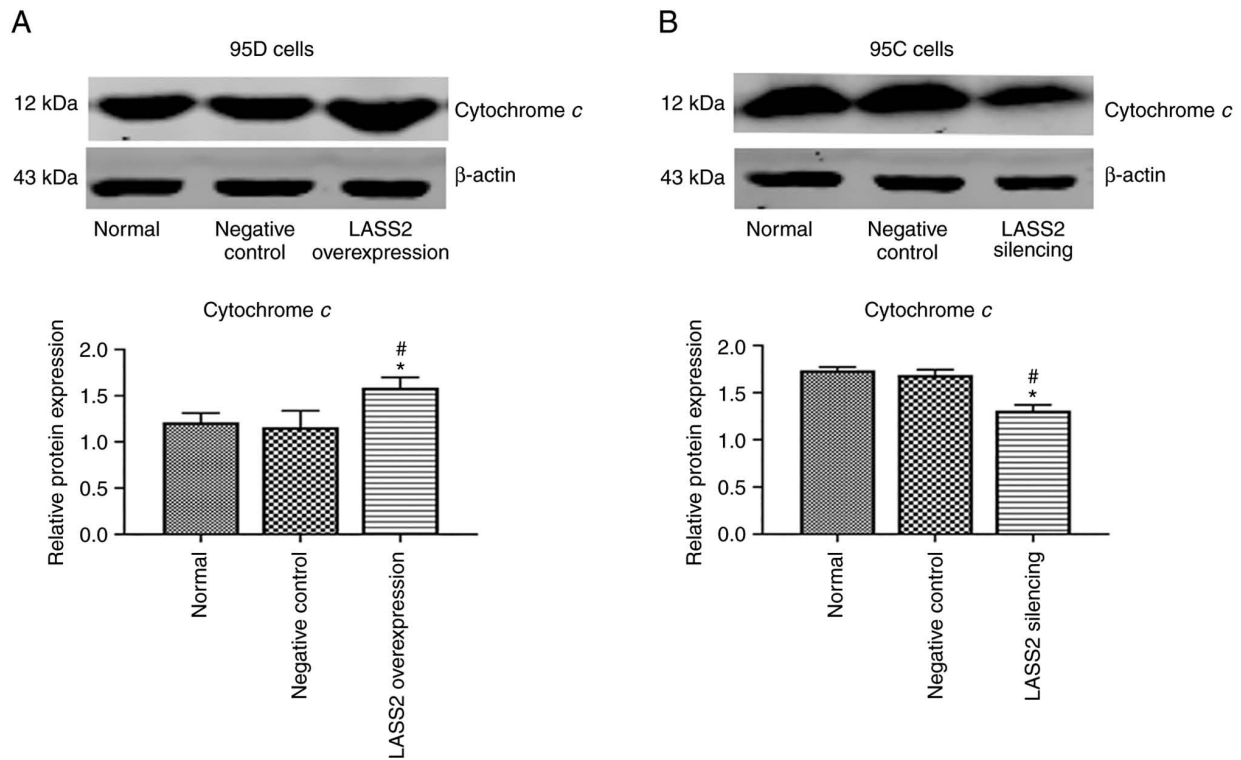 A
95D cells
12 kDa
Cytochrome c
43 kDa
β-actin
Normal
Negative
control
LASS2
overexpression
Cytochrome c
Relative protein expression
2.0
1.5
1.0
0.5
0.0
#
*
Normal
Negative control
LASS2 overexpression
B
95C cells
12 kDa
Cytochrome c
43 kDa
β-actin
Normal
Negative
control
LASS2
silencing
Cytochrome c
Relative protein expression
2.0
1.5
1.0
0.5
0.0
#
*
Normal
Negative control
LASS2 silencing